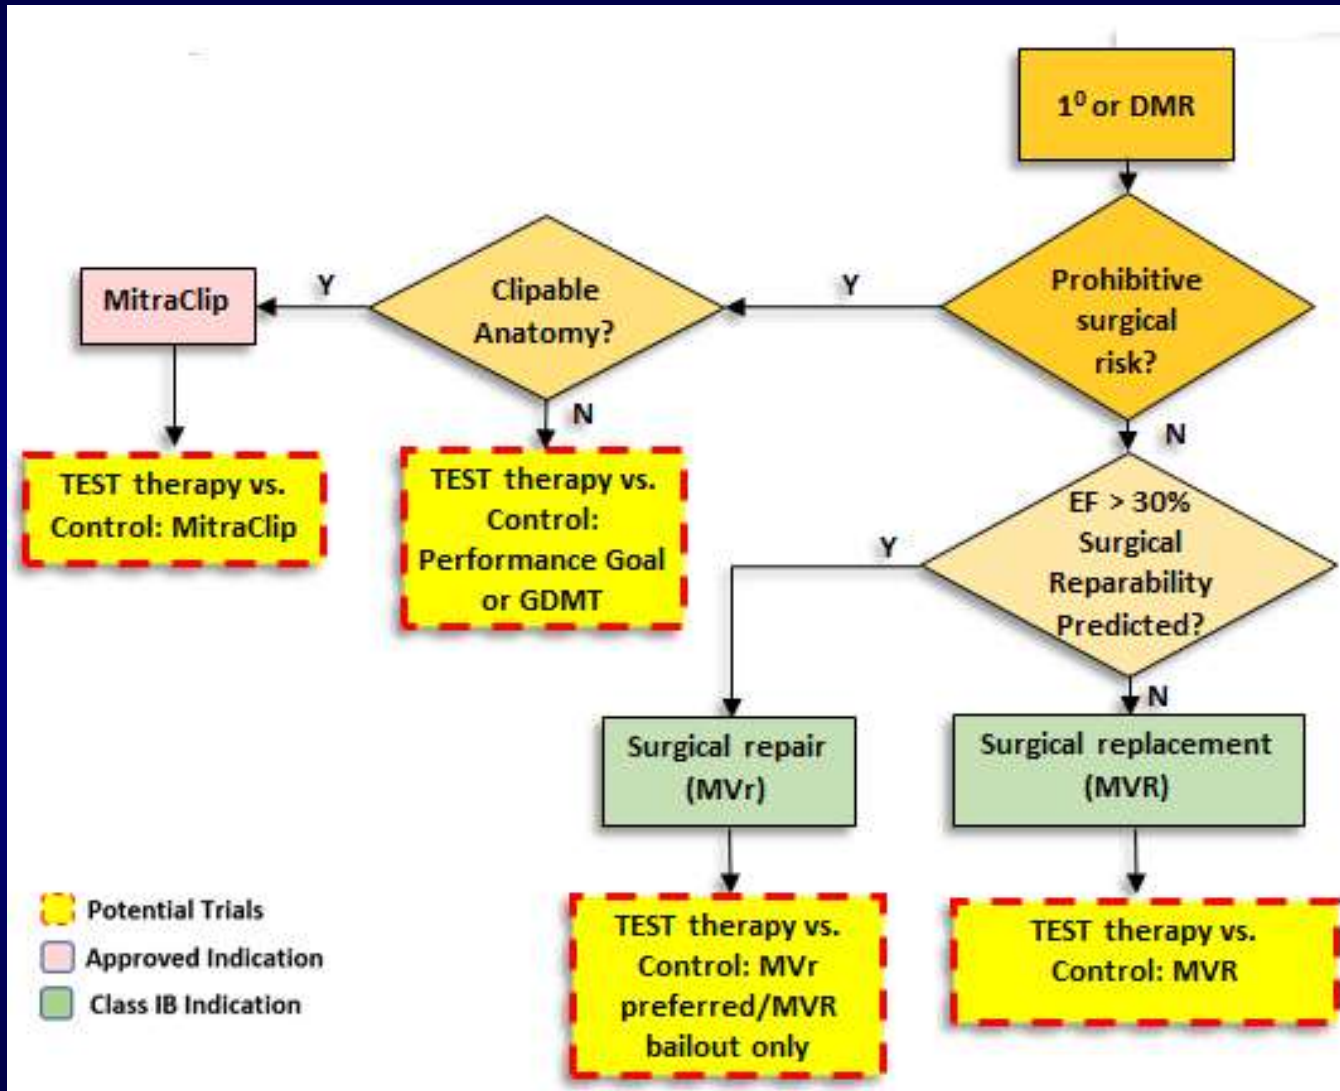 1⁰ or DMR
Prohibitive
surgical
risk?
Y
Clipable
Anatomy?
Y
MitraClip
TEST therapy vs.
Control: MitraClip
N
TEST therapy vs.
Control:
Performance Goal
or GDMT
N
EF > 30%
Surgical
Reparability
Predicted?
Y
N
Surgical repair
(MVr)
Surgical replacement
(MVR)
TEST therapy vs.
Control: MVr
preferred/MVR
bailout only
TEST therapy vs.
Control: MVR
Potential Trials
Approved Indication
Class IB Indication